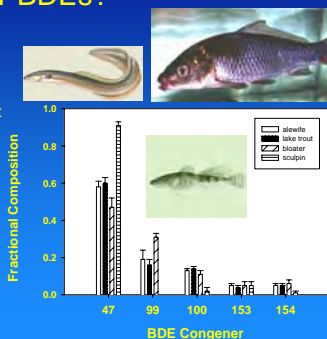 BDEs?
1.0
0.8
0.6
0.4
0.2
0.0
Fractional Composition
alewife
lake trout
bloater
sculpin
47 99 100 153 154
BDE Congener